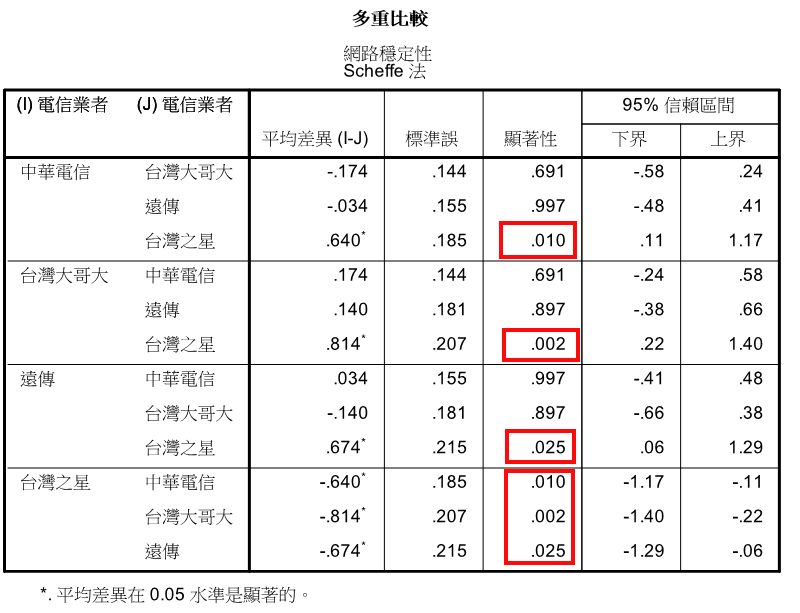 多重比較
網路穩定性
Scheffe 法
(I) 電信業者 (J) 電信業者 平均差異 (I-J) 標準誤 顯著性 95% 信賴區間
下界 上界
中華電信 台灣大哥大 -.174 .144 .691 -.58 .24
遠傳 -.034 .155 .997 -.48 .41
台灣之星 .640* .185 .010 .11 1.17
台灣大哥大 中華電信 .174 .144 .691 -.24 .58
遠傳 .140 .181 .897 -.38 .66
台灣之星 .814* .207 .002 .22 1.40
遠傳 中華電信 .034 .155 .997 -.41 .48
台灣大哥大 -.140 .181 .897 -.66 .38
台灣之星 .674* .215 .025 .06 1.29
台灣之星 中華電信 -.640* .185 .010 -1.17 -.11
台灣大哥大 -.814* .207 .002 -1.40 -.22
遠傳 -.674* .215 .025 -1.29 -.06
*. 平均差異在 0.05 水準是顯著的。